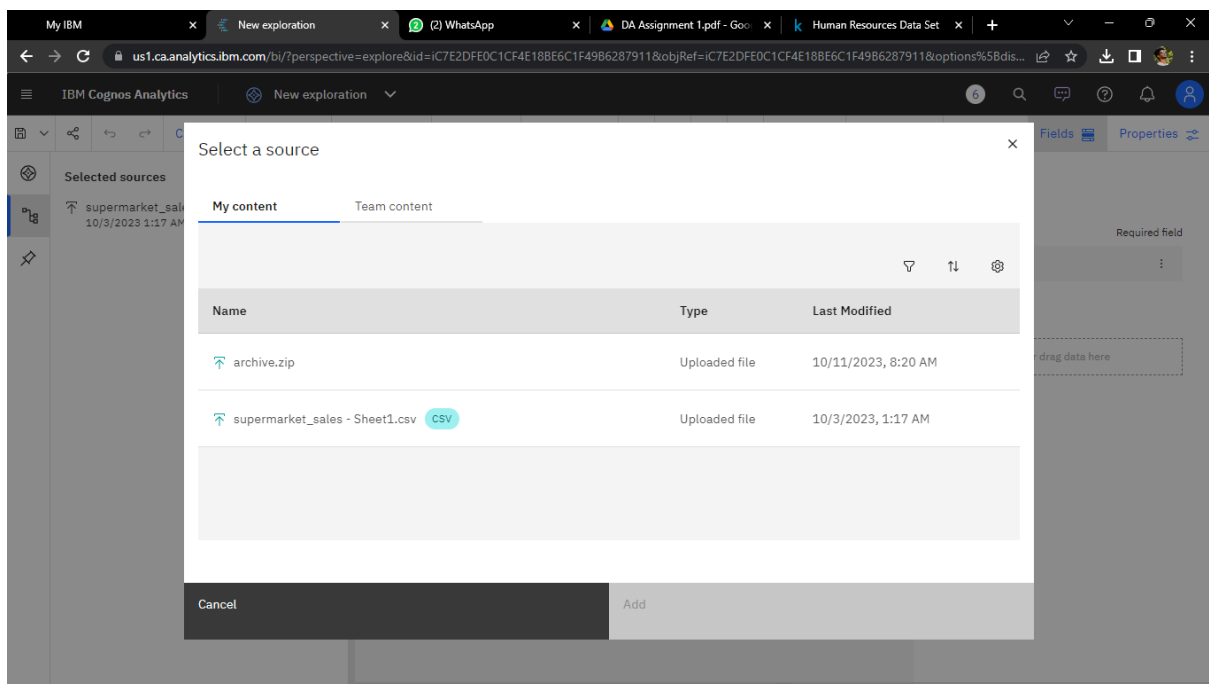 My IBM
New exploration
(2) WhatsApp
DA Assignment 1.pdf - Goo
Human Resources Data Set
us1.ca.analytics.ibm.com/bi/?perspective=explore&id=iC7E2DFE0C1CF4E18BE6C1F49B6287911&objRef=iC7E2DFE0C1CF4E18BE6C1F49B6287911&options%5Bdis...
IBM Cognos Analytics
New exploration
6
C
Fields
Properties
Select a source
Selected sources
supermarket_sal
10/3/2023 1:17 AM
My content
Team content
Required field
Name Type Last Modified
archive.zip Uploaded file 10/11/2023, 8:20 AM
r drag data here
supermarket_sales - Sheet1.csv CSV Uploaded file 10/3/2023, 1:17 AM
Cancel
Add